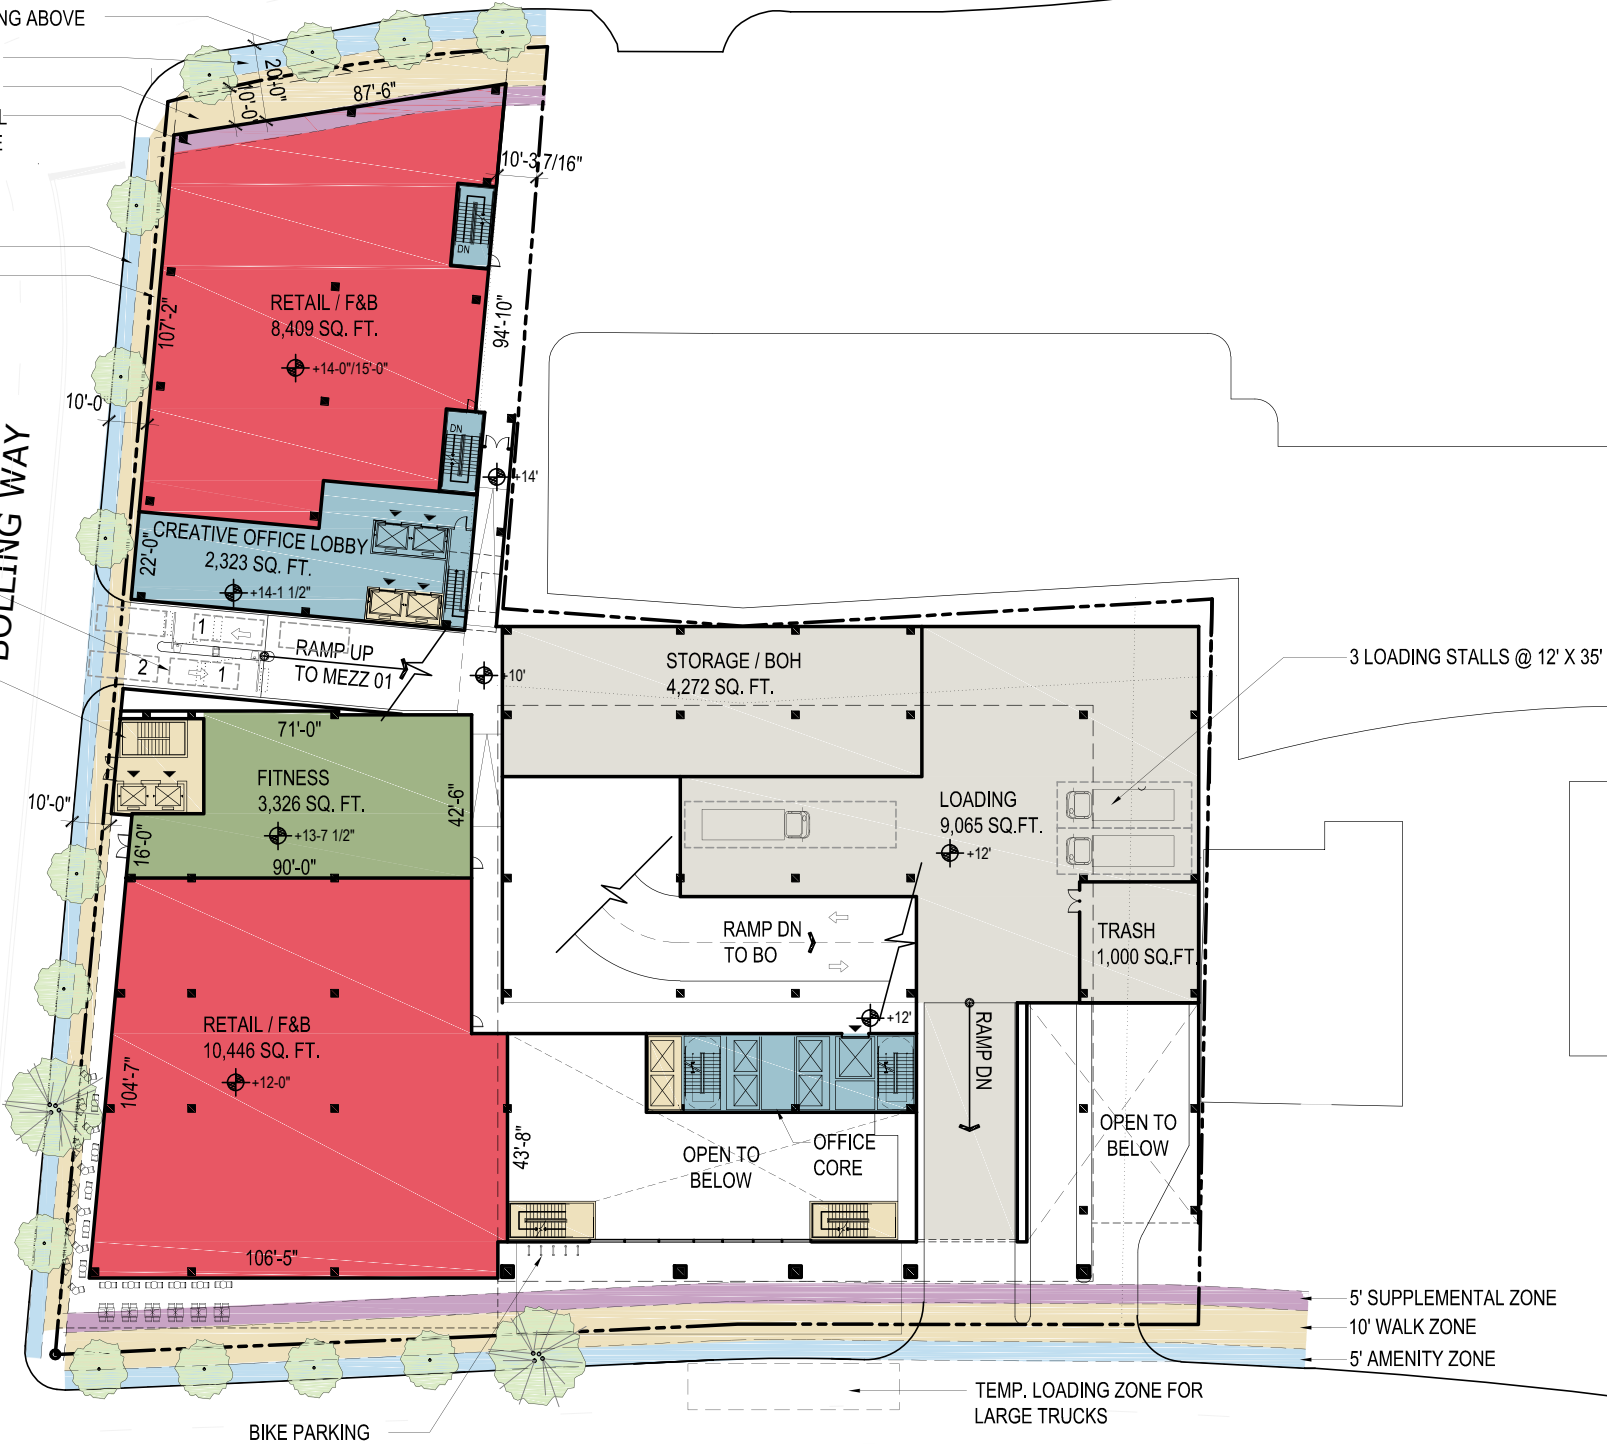 NG ABOVE
20'-0"
10'-0"
87'-6"
L
E
10'-3 7/16"
DN
RETAIL / F&B
8,409 SQ. FT.
+14-0"/15'-0"
107'-2"
94'-10"
10'-0
DN
+14'
BOLLING WAY
CREATIVE OFFICE LOBBY
2,323 SQ. FT.
+14-1 1/2"
22'-0"
1
2
1
RAMP UP
TO MEZZ 01
+10'
STORAGE / BOH
4,272 SQ. FT.
3 LOADING STALLS @ 12' X 35'
71'-0"
FITNESS
3,326 SQ. FT.
+13-7 1/2"
42'-6"
16'-0"
90'-0"
10'-0"
LOADING
9,065 SQ.FT.
+12'
RAMP DN
TO BO
TRASH
1,000 SQ.FT.
+12'
RAMP DN
RETAIL / F&B
10,446 SQ. FT.
+12-0"
104'-7"
43'-8"
OPEN TO
BELOW
OFFICE
CORE
OPEN TO
BELOW
106'-5"
5' SUPPLEMENTAL ZONE
10' WALK ZONE
5' AMENITY ZONE
TEMP. LOADING ZONE FOR
LARGE TRUCKS
BIKE PARKING